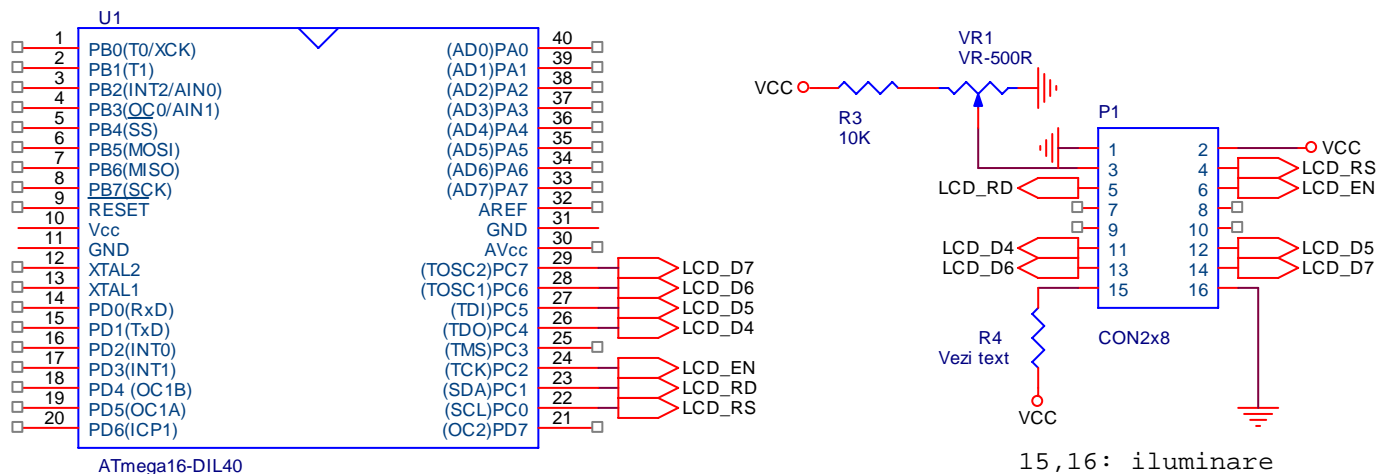 U1
1 PB0(T0/XCK) (AD0)PA0 40
2 PB1(T1) (AD1)PA1 39
3 PB2(INT2/AIN0) (AD2)PA2 38
4 PB3(OC0/AIN1) (AD3)PA3 37
5 PB4(SS) (AD4)PA4 36
6 PB5(MOSI) (AD5)PA5 35
7 PB6(MISO) (AD6)PA6 34
8 PB7(SCK) (AD7)PA7 33
9 RESET AREF 32
10 Vcc GND 31
11 GND AVcc 30
12 XTAL2 (TOSC2)PC7 29 LCD_D7
13 XTAL1 (TOSC1)PC6 28 LCD_D6
14 PD0(RxD) (TDI)PC5 27 LCD_D5
15 PD1(TxD) (TDO)PC4 26 LCD_D4
16 PD2(INT0) (TMS)PC3 25
17 PD3(INT1) (TCK)PC2 24 LCD_EN
18 PD4 (OC1B) (SDA)PC1 23 LCD_RD
19 PD5(OC1A) (SCL)PC0 22 LCD_RS
20 PD6(ICP1) (OC2)PD7 21
ATmega16-DIL40
VR1
VR-500R
VCC
R3
10K
P1
1 2 VCC
3 4 LCD_RS
LCD_RD 5 6 LCD_EN
7 8
9 10
LCD_D4 11 12 LCD_D5
LCD_D6 13 14 LCD_D7
15 16
R4
Vezi text
CON2x8
VCC
15,16: iluminare